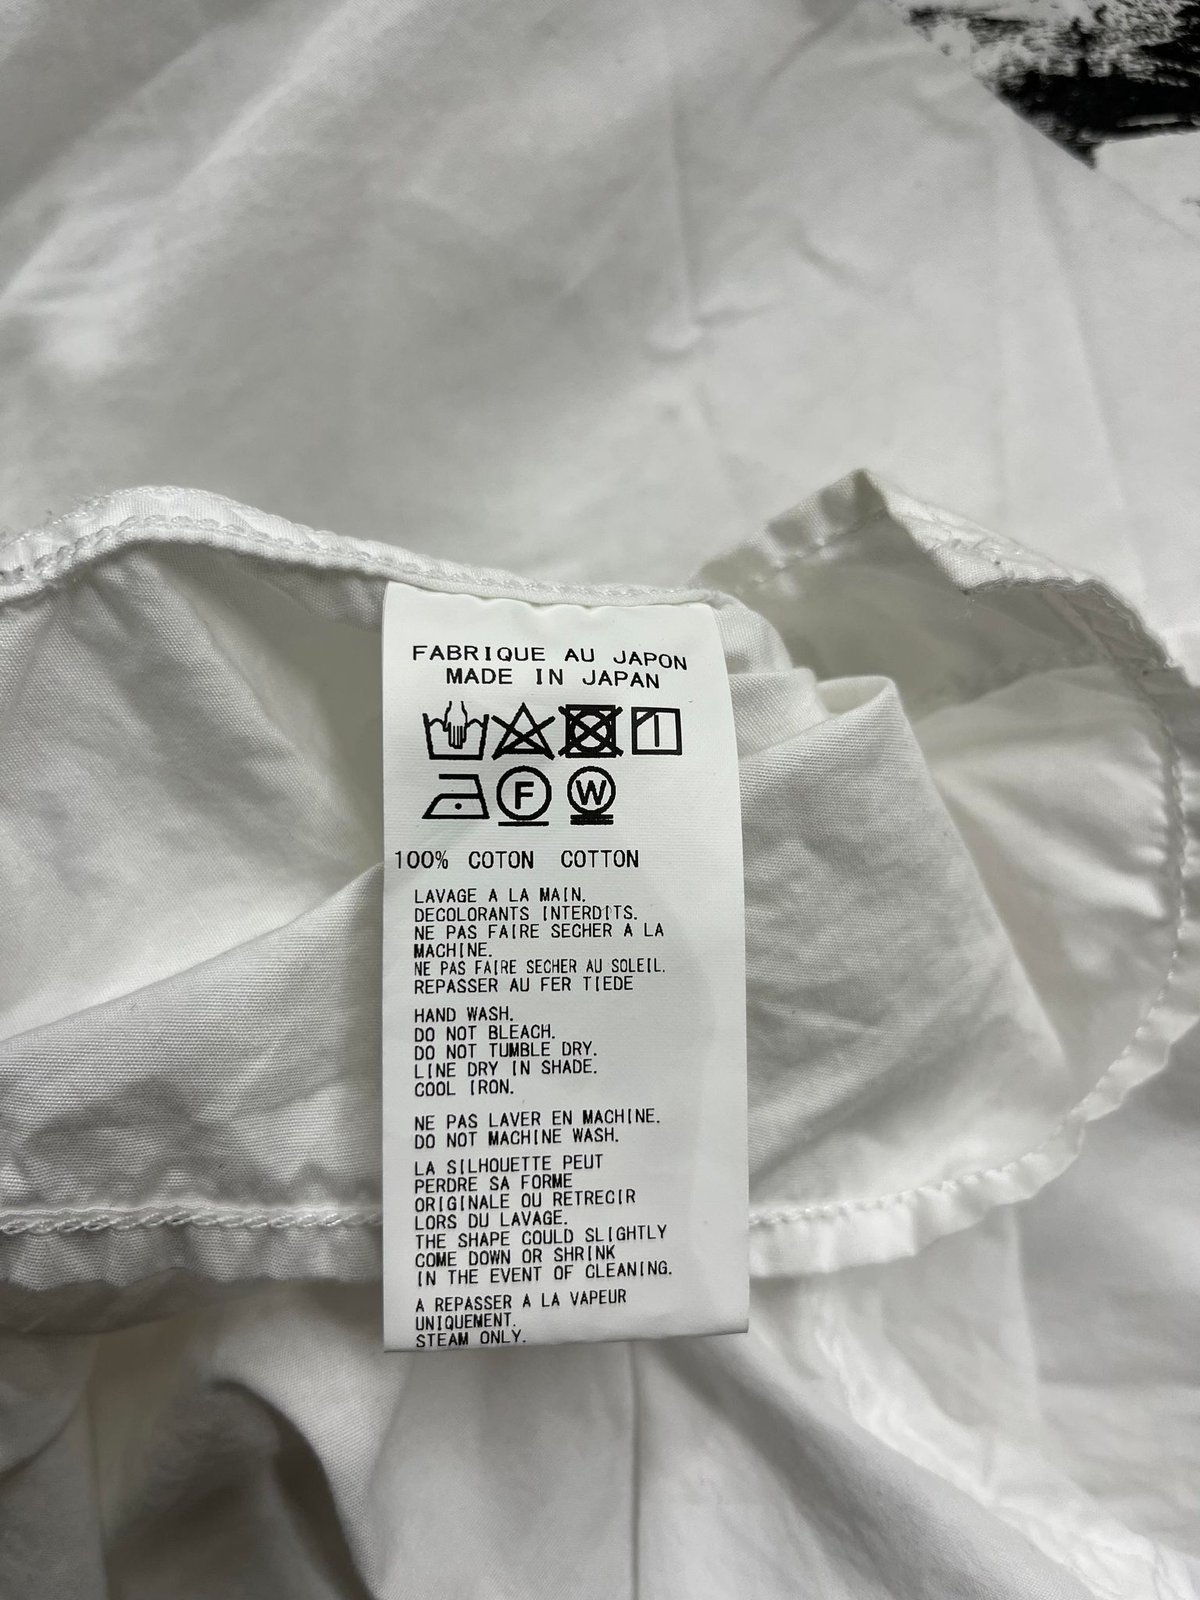 FABRIQUE AU JAPON
MADE IN JAPAN
F W
100% COTON COTTON
LAVAGE A LA MAIN.
DECOLORANTS INTERDITS.
NE PAS FAIRE SECHER A LA
MACHINE.
NE PAS FAIRE SECHER AU SOLEIL.
REPASSER AU FER TIEDE
HAND WASH.
DO NOT BLEACH.
DO NOT TUMBLE DRY.
LINE DRY IN SHADE.
COOL IRON.
NE PAS LAVER EN MACHINE.
DO NOT MACHINE WASH.
LA SILHOUETTE PEUT
PERDRE SA FORME
ORIGINALE OU RETRECIR
LORS DU LAVAGE.
THE SHAPE COULD SLIGHTLY
COME DOWN OR SHRINK
IN THE EVENT OF CLEANING.
A REPASSER A LA VAPEUR
UNIQUEMENT.
STEAM ONLY.